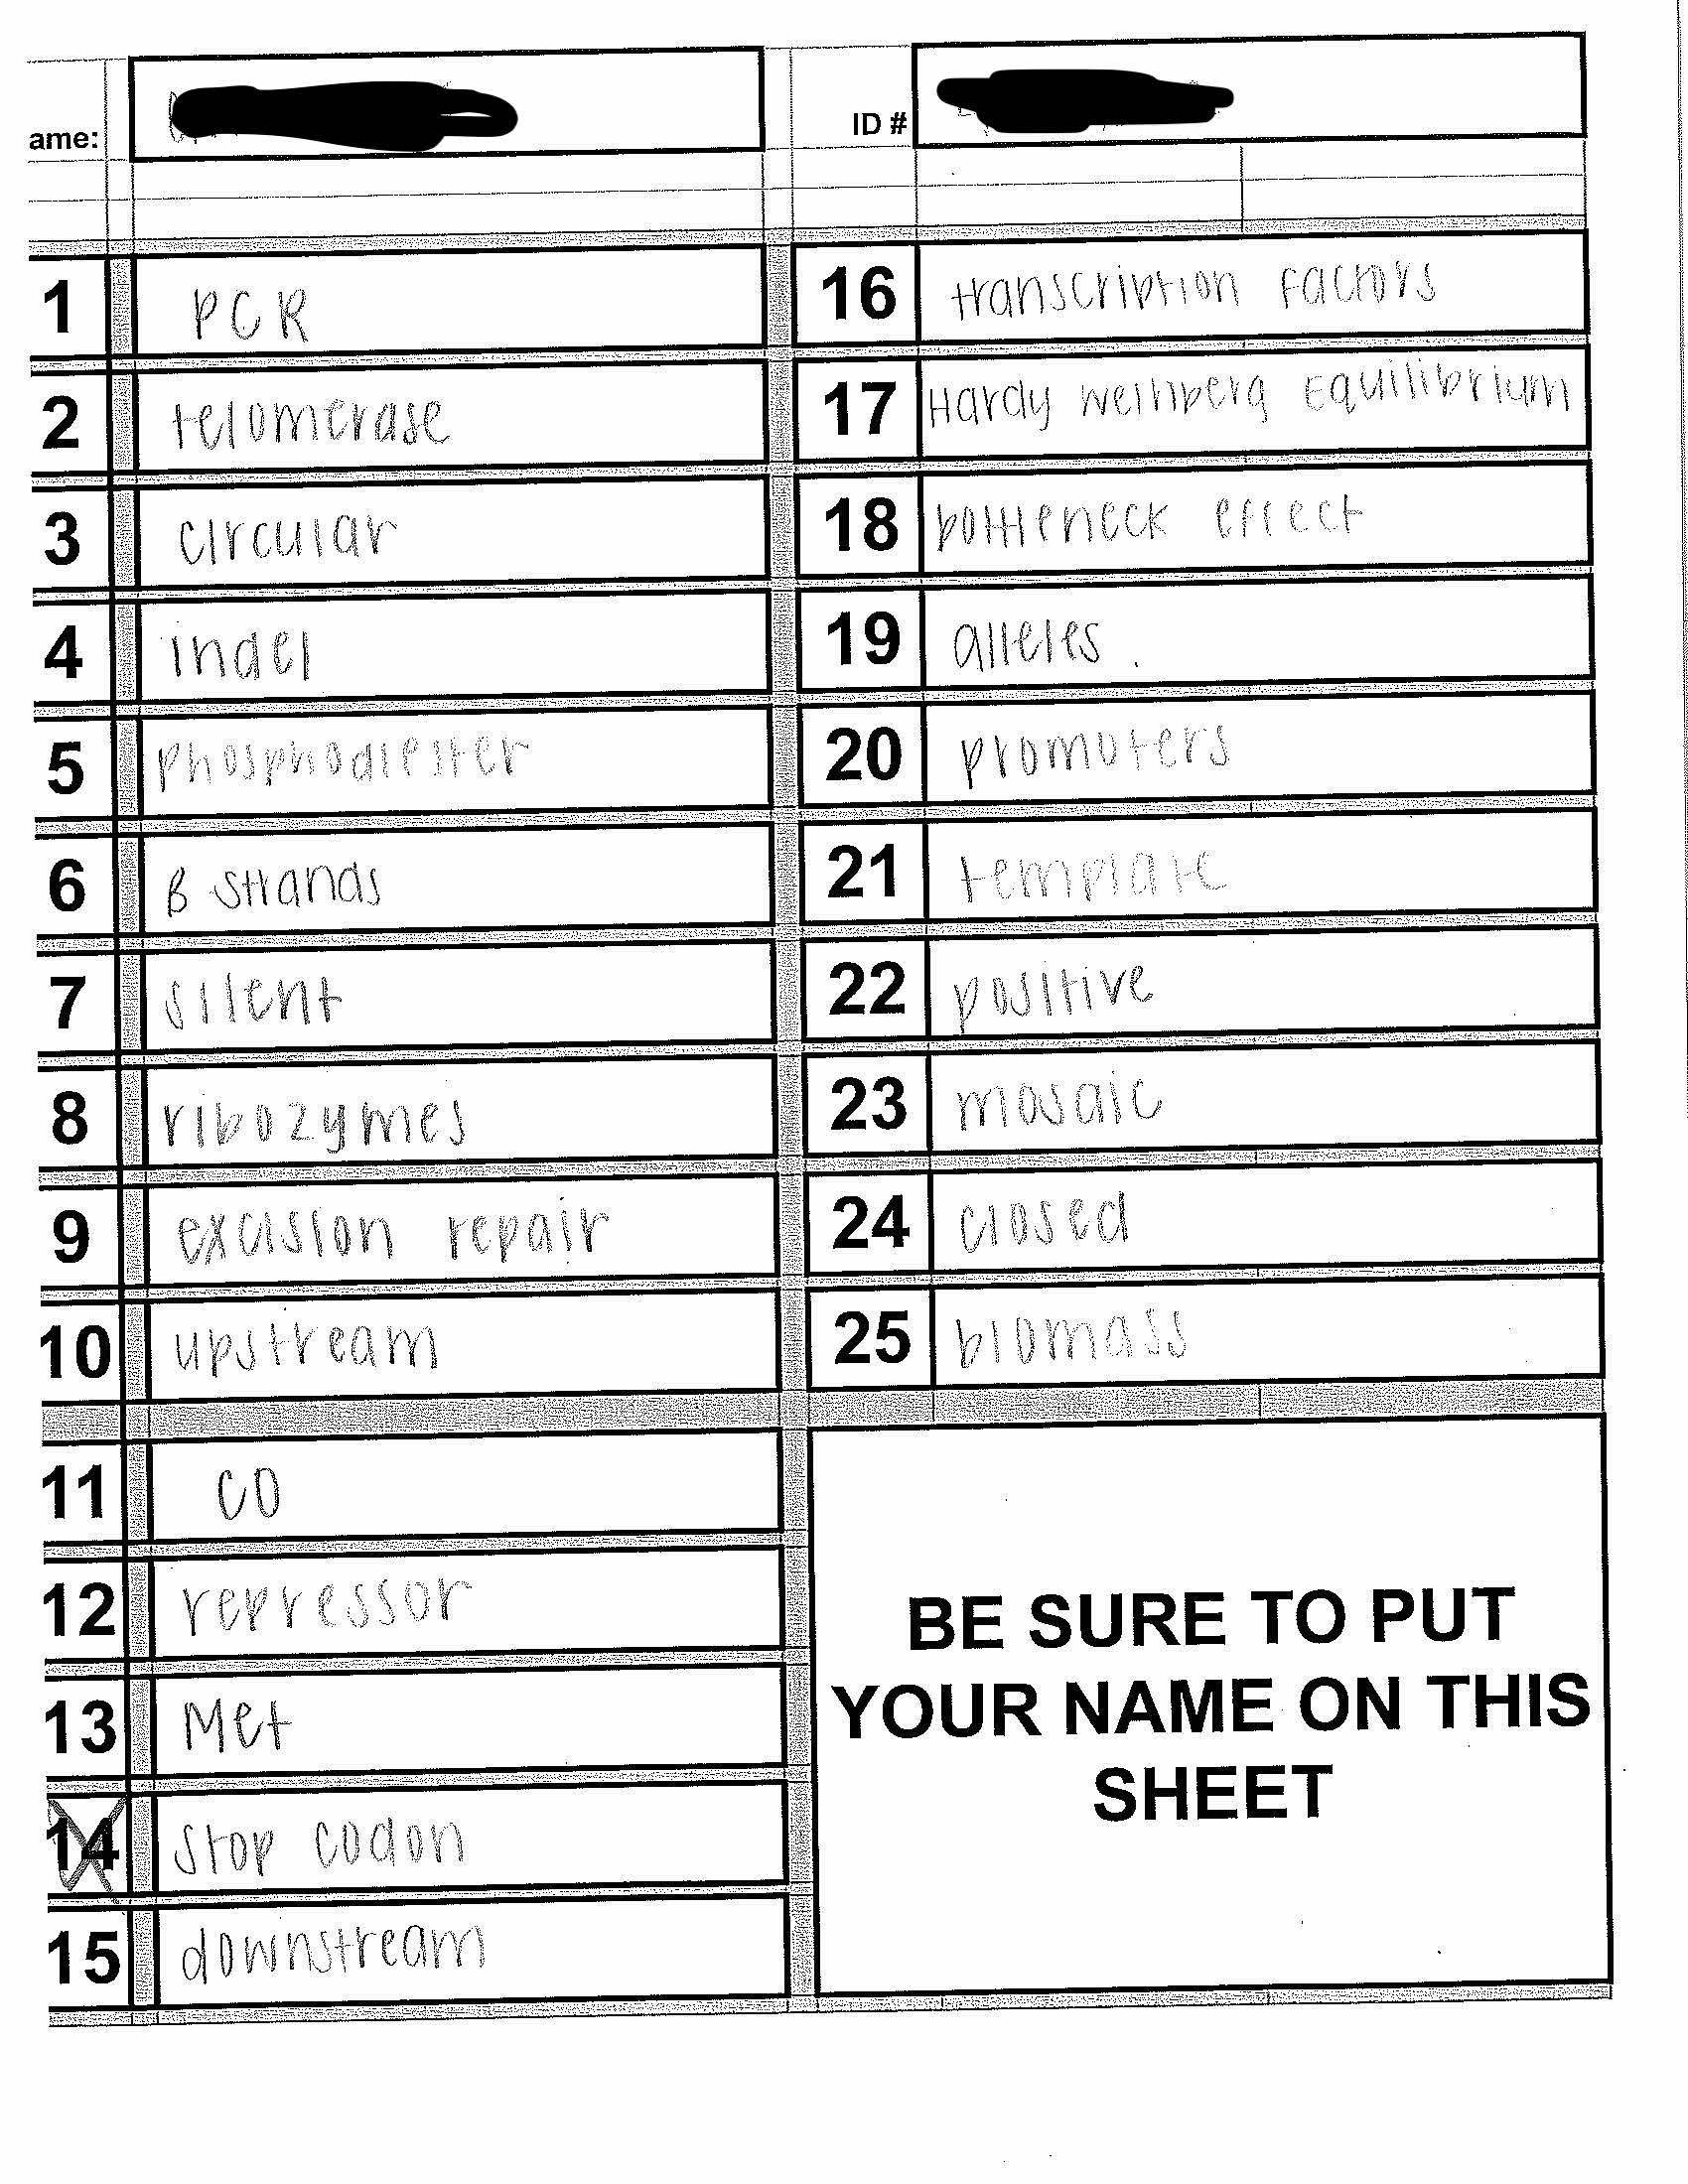 ame:
ID #
1 PCR
2 telomerase
3 circular
4 indel
5 phosphodiester
6 B strands
7 silent
8 ribozymes
9 excision repair
10 upstream
11 CO
12 repressor
13 Met
14 stop codon
15 downstream
16 transcription factors
17 Hardy Weinberg Equilibrium
18 bottleneck effect
19 alleles
20 promoters
21 template
22 positive
23 mosaic
24 closed
25 biomass
BE SURE TO PUT
YOUR NAME ON THIS
SHEET